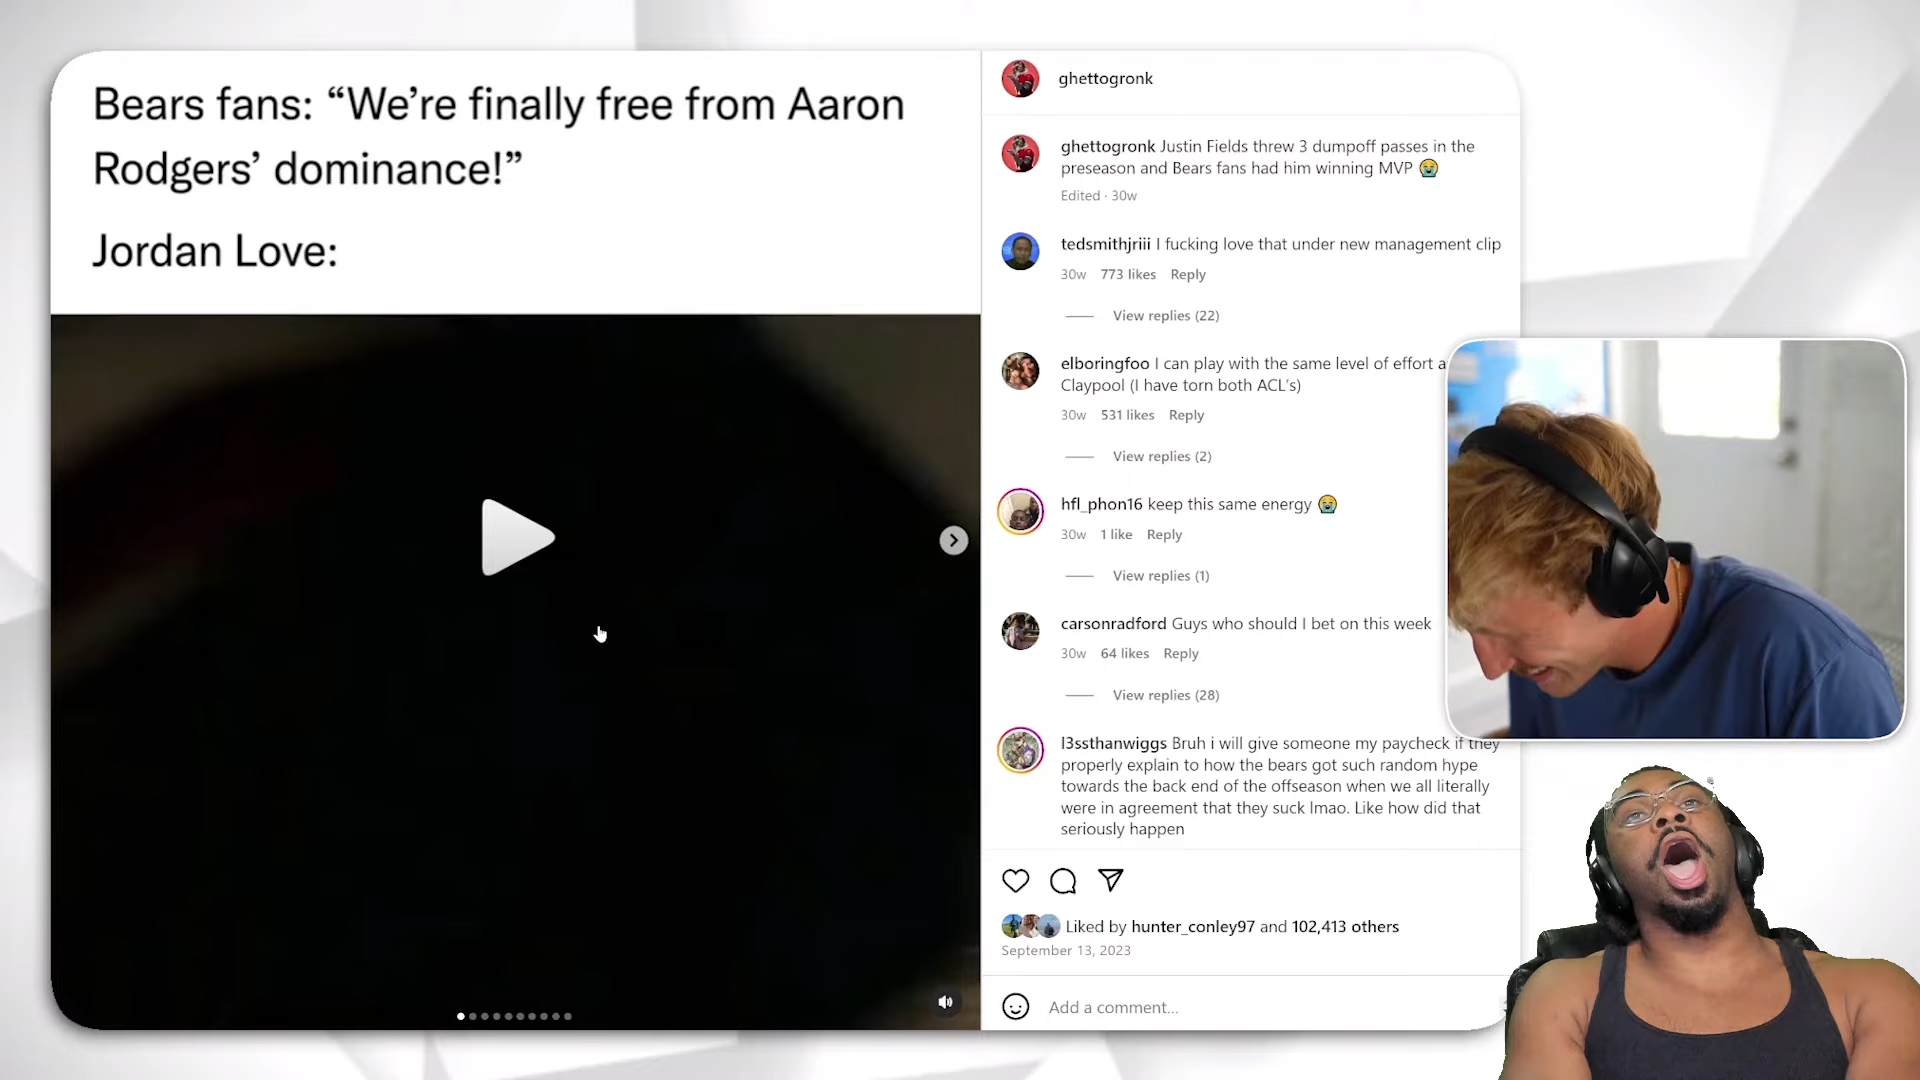 Bears fans: “We’re finally free from Aaron
Rodgers’ dominance!”
Jordan Love:
ghettogronk
ghettogronk Justin Fields threw 3 dumpoff passes in the
preseason and Bears fans had him winning MVP 😭
Edited · 30w
tedsmithjriii I fucking love that under new management clip
30w 773 likes Reply
View replies (22)
elboringfoo I can play with the same level of effort
Claypool (I have torn both ACL’s)
30w 531 likes Reply
View replies (2)
hfl_phon16 keep this same energy 😭
30w 1 like Reply
View replies (1)
carsonradford Guys who should I bet on this week
30w 64 likes Reply
View replies (28)
l3ssthanwiggs Bruh i will give someone my paycheck if they
properly explain to how the bears got such random hype
towards the back end of the offseason when we all literally
were in agreement that they suck lmao. Like how did that
seriously happen
Liked by hunter_conley97 and 102,413 others
September 13, 2023
Add a comment...